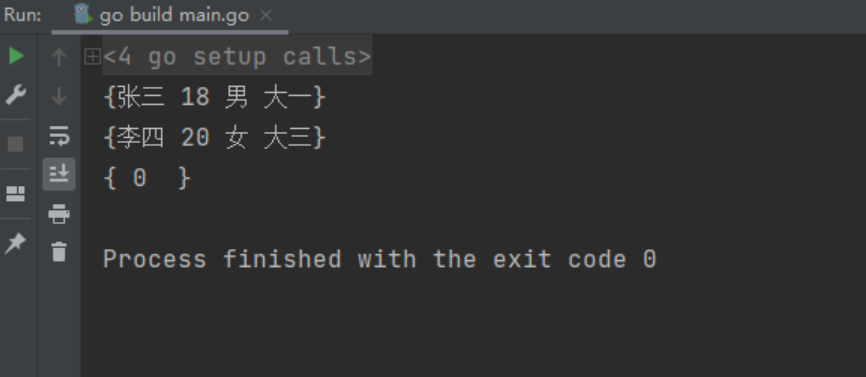 Run: go build main.go ×
<4 go setup calls>
{张三 18 男 大一}
{李四 20 女 大三}
{ 0  }
Process finished with the exit code 0